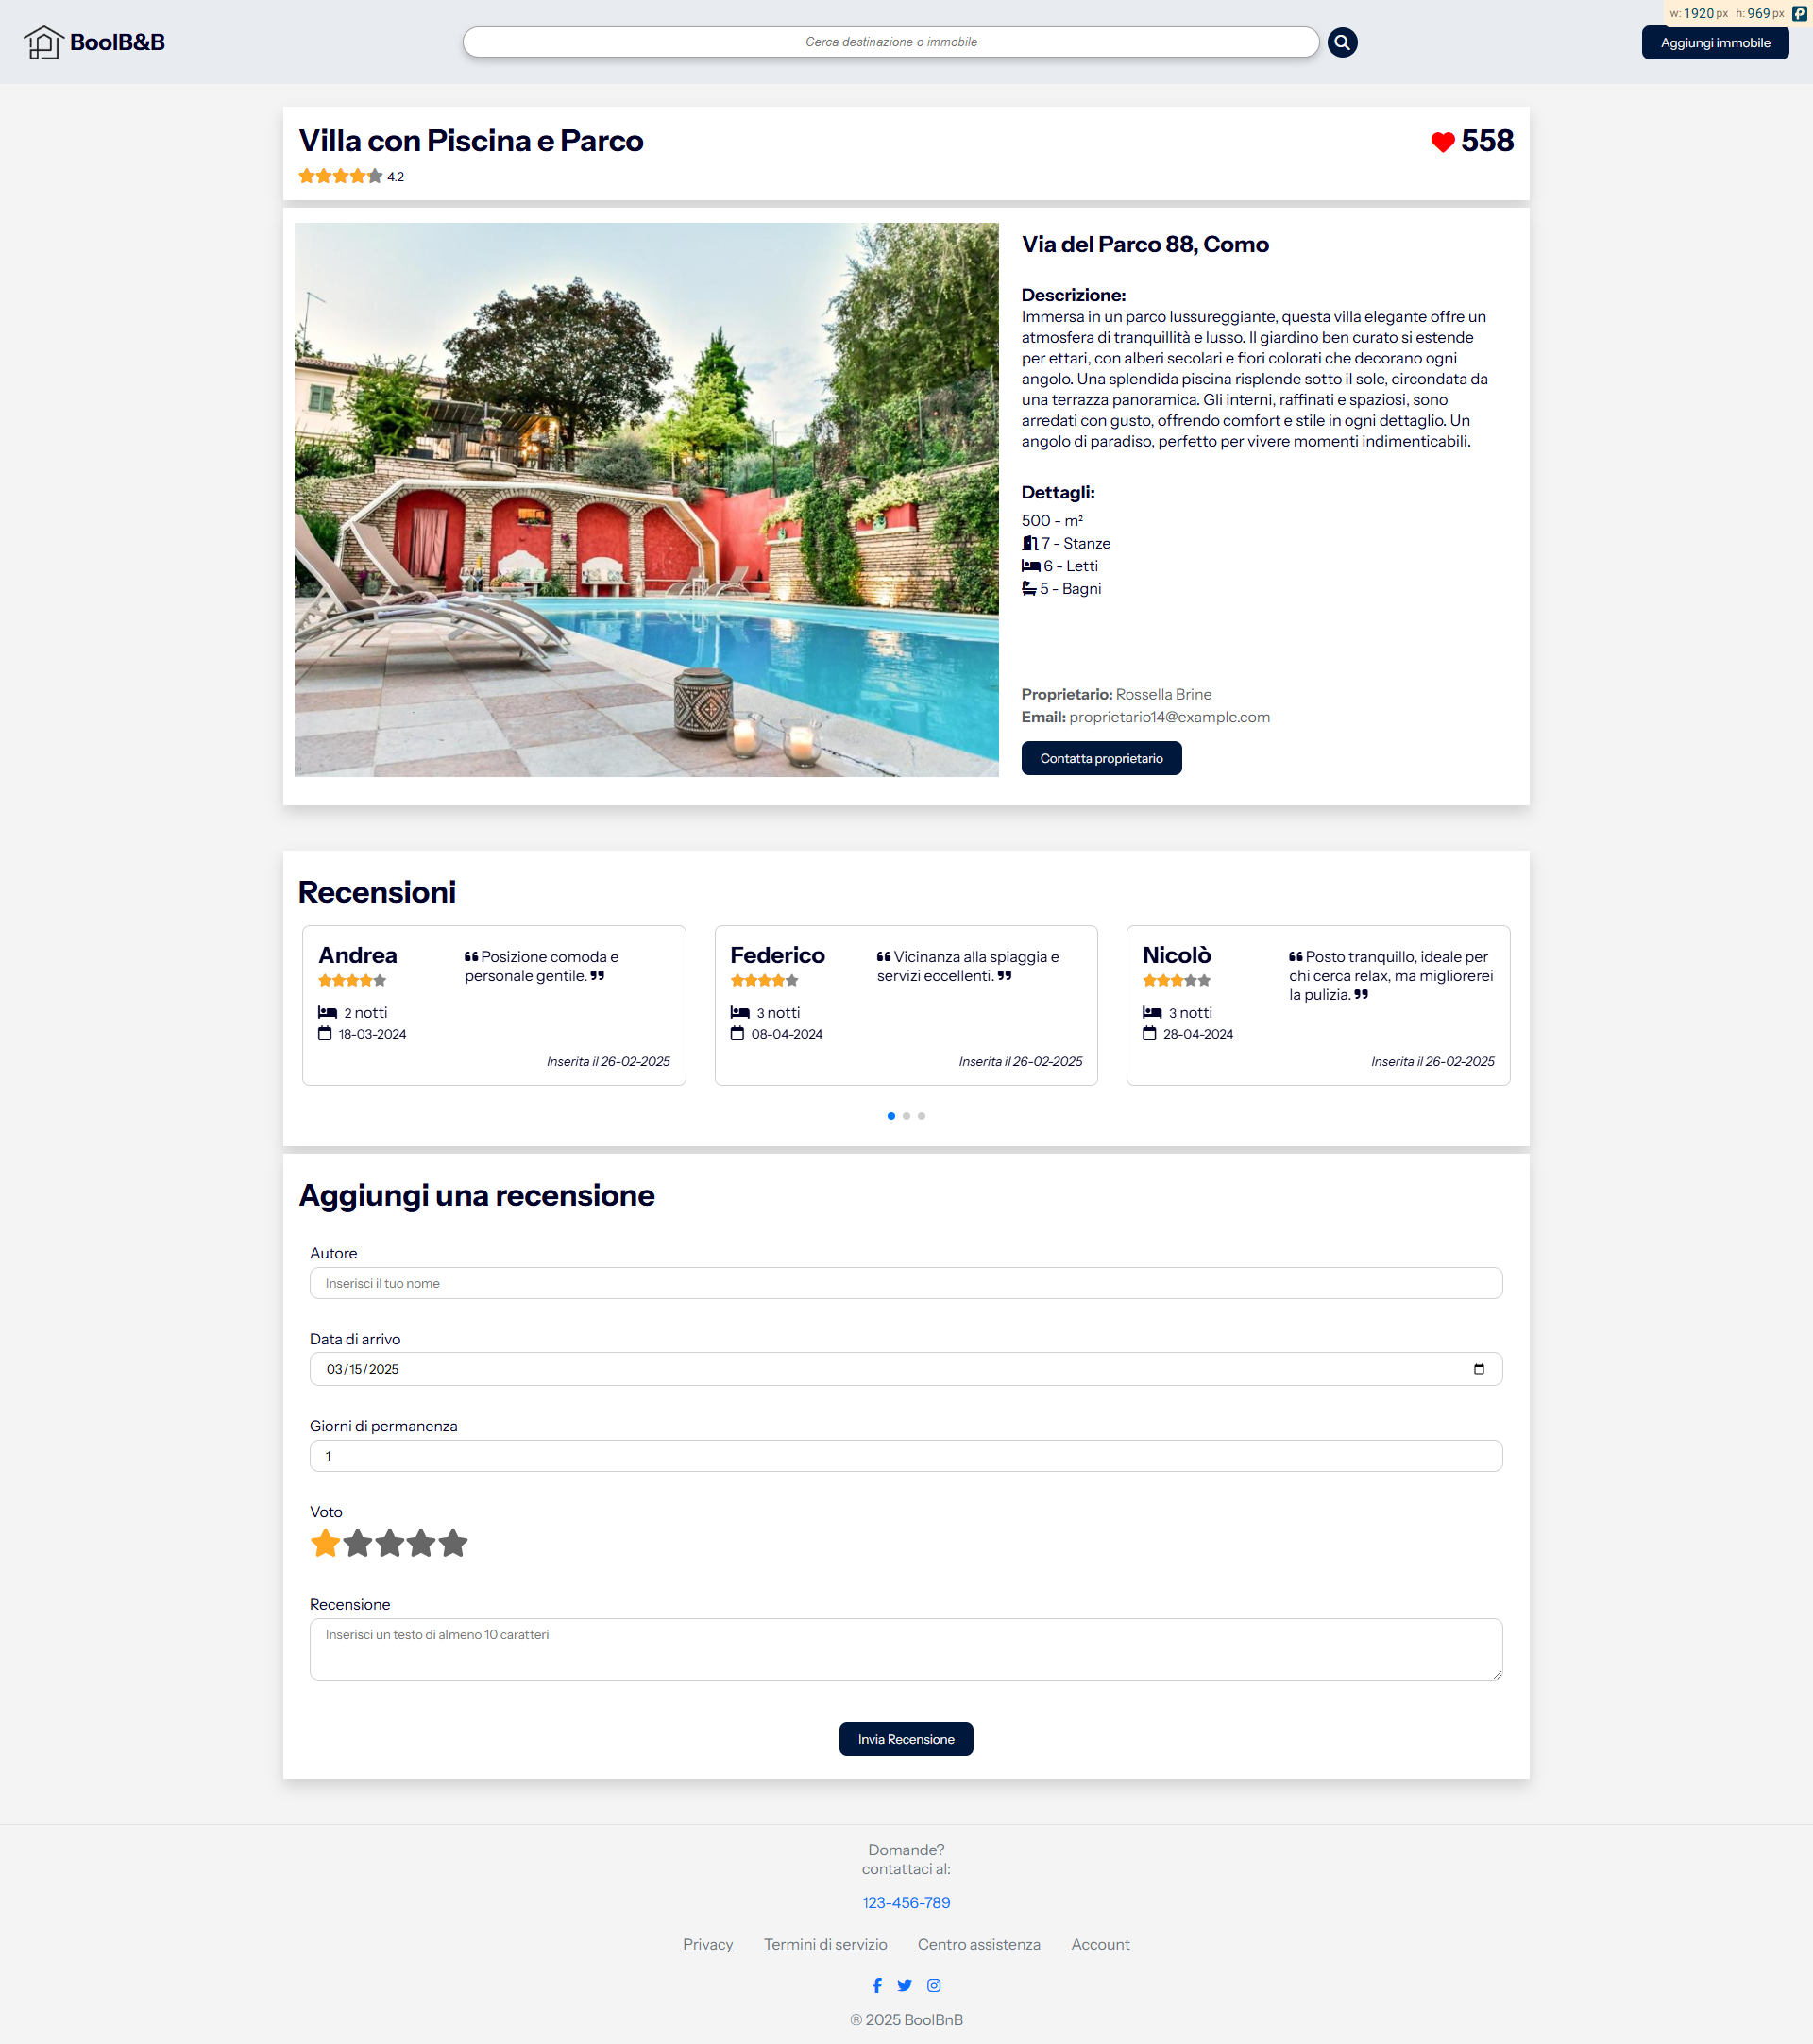 w: 1920 px h: 969 px
BoolB&B
Cerca destinazione o immobile
Aggiungi immobile
Villa con Piscina e Parco
558
4.2
Via del Parco 88, Como
Descrizione:
Immersa in un parco lussureggiante, questa villa elegante offre un
atmosfera di tranquillità e lusso. Il giardino ben curato si estende
per ettari, con alberi secolari e fiori colorati che decorano ogni
angolo. Una splendida piscina risplende sotto il sole, circondata da
una terrazza panoramica. Gli interni, raffinati e spaziosi, sono
arredati con gusto, offrendo comfort e stile in ogni dettaglio. Un
angolo di paradiso, perfetto per vivere momenti indimenticabili.
Dettagli:
500 - m²
7 - Stanze
6 - Letti
5 - Bagni
Proprietario: Rossella Brine
Email: proprietario14@example.com
Contatta proprietario
Recensioni
Andrea
❝ Posizione comoda e
personale gentile. ❞
2 notti
18-03-2024
Inserita il 26-02-2025
Federico
❝ Vicinanza alla spiaggia e
servizi eccellenti. ❞
3 notti
08-04-2024
Inserita il 26-02-2025
Nicolò
❝ Posto tranquillo, ideale per
chi cerca relax, ma migliorerei
la pulizia. ❞
3 notti
28-04-2024
Inserita il 26-02-2025
Aggiungi una recensione
Autore
Inserisci il tuo nome
Data di arrivo
03/15/2025
Giorni di permanenza
1
Voto
Recensione
Inserisci un testo di almeno 10 caratteri
Invia Recensione
Domande?
contattaci al:
123-456-789
Privacy Termini di servizio Centro assistenza Account
® 2025 BoolBnB